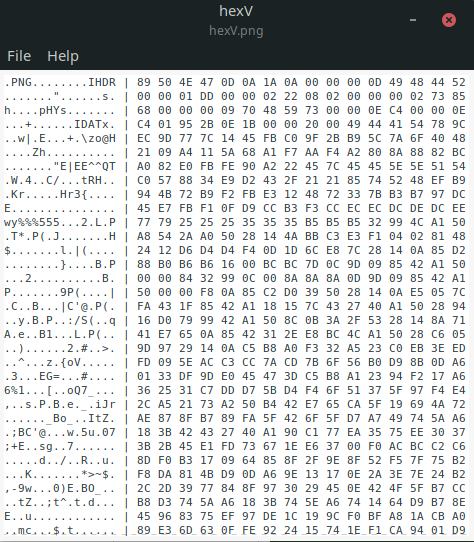 hexV
hexV.png
File Help
.PNG........IHDR | 89 50 4E 47 0D 0A 1A 0A 00 00 00 0D 49 48 44 52
........"......s. | 00 00 01 DD 00 00 02 22 08 02 00 00 00 02 73 85
h....pHYs....... | 68 00 00 00 09 70 48 59 73 00 00 0E C4 00 00 0E
...+......IDATx. | C4 01 95 2B 0E 1B 00 00 20 00 49 44 41 54 78 9C
..w|.E...+.\zo@H | EC 9D 77 7C 14 45 FB C0 9F 2B B9 5C 7A 6F 40 48
....Zh.......... | 21 09 A4 11 5A 68 A1 F7 AA F4 A2 80 8A 88 82 BC
......."E|EE^^QT | A0 82 E0 FB FE 90 A2 22 45 7C 45 45 5E 5E 51 54
.W.4..C/...tRH.. | C0 57 88 34 E9 D2 43 2F 21 21 85 74 52 48 EF B9
.Kr.....Hr3{.... | 94 4B 72 B9 F2 FB E3 12 48 72 33 7B B3 B7 97 DC
E............... | 45 E7 FB F1 0F D9 CC B3 F3 CC EC EC DC DE DC EE
wy%%%555...2.L.P | 77 79 25 25 25 35 35 35 B5 B5 B5 32 99 4C A1 50
.T*.P(.J.......H | A8 54 2A A0 50 28 14 4A BB C3 E3 F1 04 02 81 48
$.......l.|(.... | 24 12 D6 D4 D4 F4 0D 1D 6C E8 7C 28 14 0A 85 D2
........}....B.P | 88 B0 B6 B6 16 00 BC BC 7D 0C 9D 09 85 42 A1 50
...2.........B. | 00 00 84 32 99 0C 00 8A 8A 8A 0D 9D 09 85 42 A1
P.......9P(....| | 50 00 00 F8 0A 85 C2 D0 39 50 28 14 0A E5 05 7C
.C..B...|C'@.P(. | FA 43 1F 85 42 A1 18 15 7C 43 27 40 A1 50 28 94
..y.B.P..:/S(..q | 16 D0 79 99 42 A1 50 8C 0B 3A 2F 53 28 14 8A 71
A.e..B1...L.P(.. | 41 E7 65 0A 85 42 31 2E E8 BC 4C A1 50 28 C6 05
..)......2.#..>. | 9D 97 29 14 0A C5 B8 A0 F3 32 A5 23 C0 EB 3E ED
..^...z.{oV..... | FD 09 5E AC C3 CC 7A CD 7B 6F 56 B0 D9 8B 0D A6
.3...EG=...#.... | 01 33 DF 9D E0 45 47 3D C5 B8 A1 23 94 F2 17 A6
6%1...[..oQ7_... | 36 25 31 C7 DD D7 5B D4 F4 6F 51 37 5F 97 F4 E4
,..s.P.B.e._.iJr | 2C A5 21 73 A2 50 B4 42 E7 65 CA 5F 19 69 4A 72
....._Bo_..ItZ. | AE 87 8F B7 89 FA 5F 42 6F 5F D7 A7 49 74 5A A6
.;BC'@...w.5u.07 | 18 3B 42 43 27 40 A1 90 C1 77 EA 35 75 EE 30 37
;+E..sg..7...... | 3B 2B 45 E1 FD 73 67 1E E6 37 00 F0 AC BC C2 C6
.....d../..R..u. | 8D F0 B3 17 09 64 85 8F 2F 9E 8F 52 F5 7F 75 B2
....K.......*>~$. | F8 DA 81 4B D9 0D A6 9E 13 17 0E 2A 3E 7E 24 B2
,-9w...0)E.BO_.. | 2C 2D 39 77 84 8F 97 30 29 45 0E 42 4F 5F B7 CC
..tZ..;t^.t.d... | B8 D3 74 5A A6 18 3B 74 5E A6 74 14 64 D9 B7 8E
E..u............ | 45 96 83 75 EF 97 DE 1C 19 9C F0 BF A8 1A CB A0
..mc...$.t...... | 89 E3 6D 63 0F FE 92 24 15 74 1E F1 CA 94 01 D9